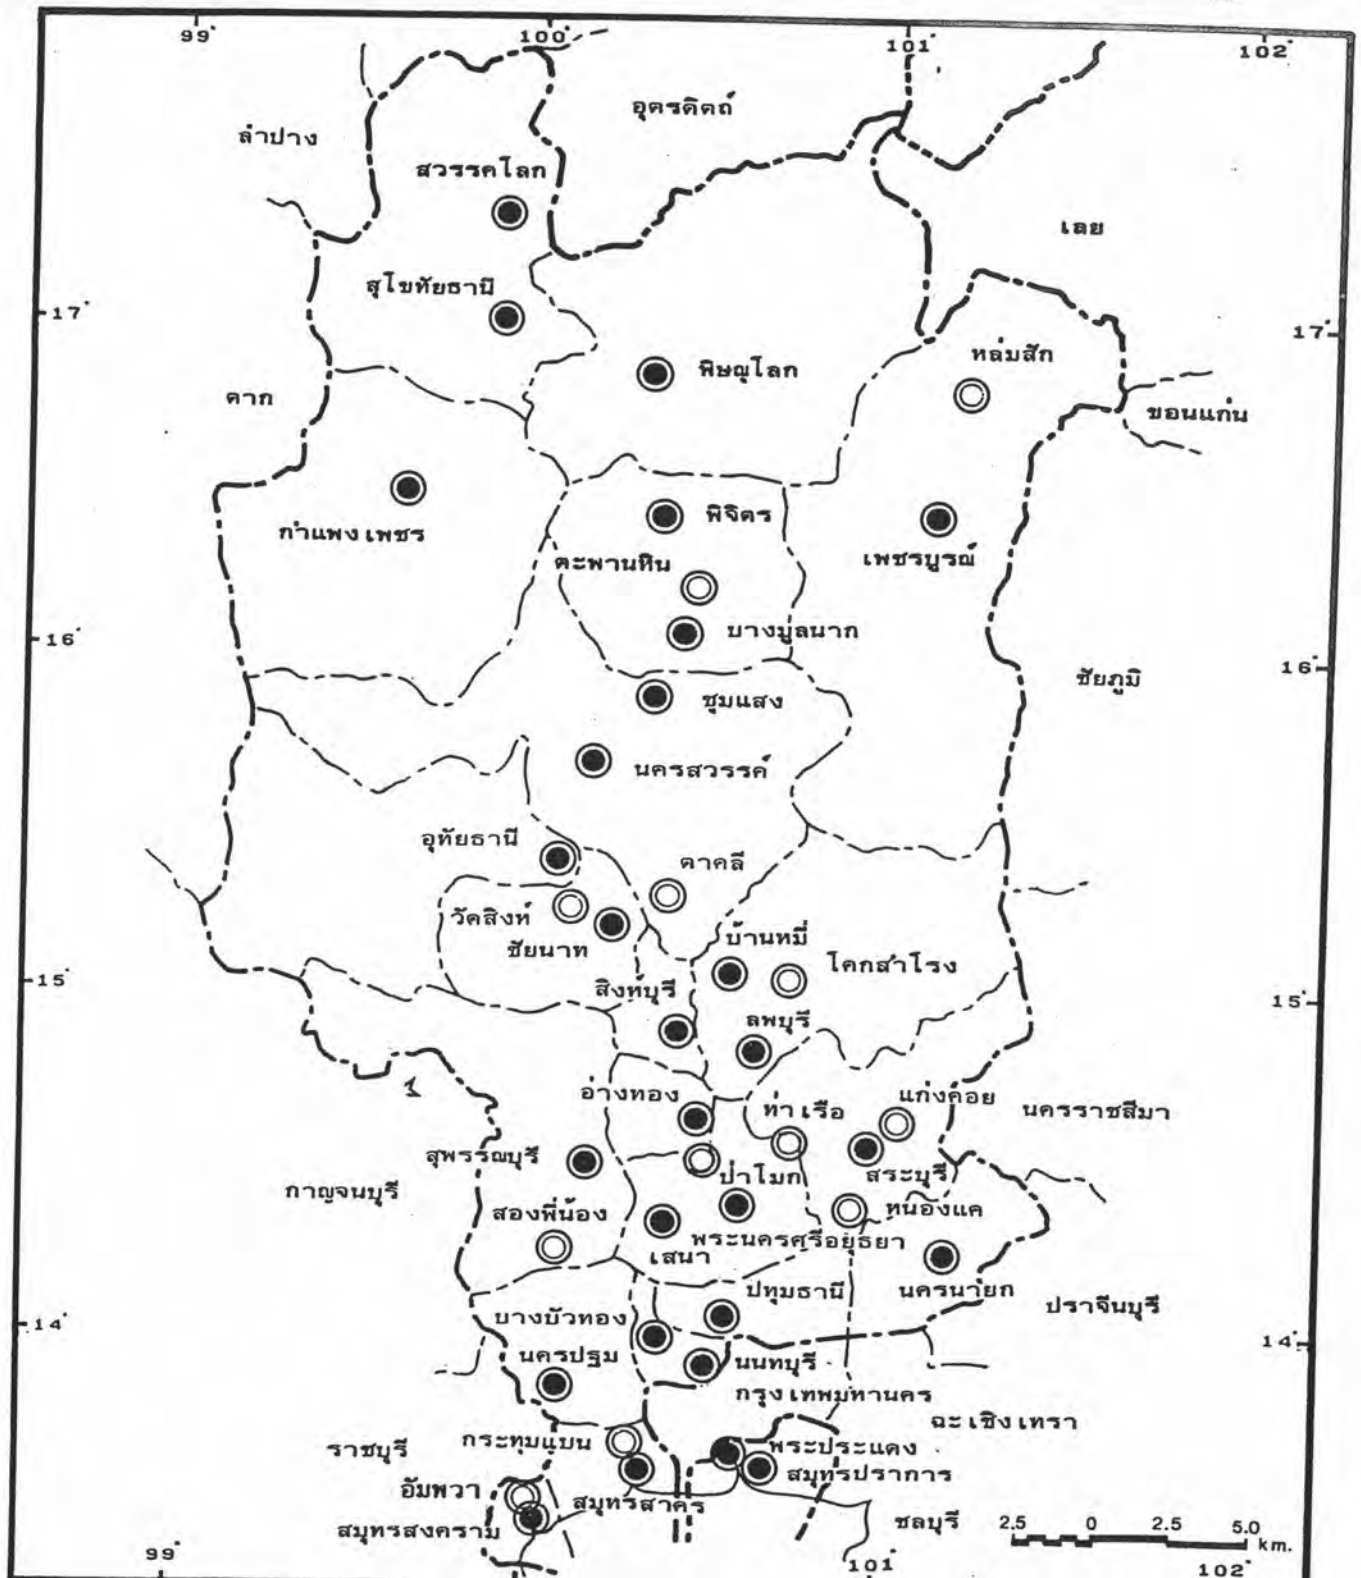 99° 100° 101° 102°
อุตรดิตถ์
ลำปาง
สวรรคโลก
เลย
สุโขทัยธานี
17° 17°
หล่มสัก
พิษณุโลก
ตาก
ขอนแก่น
พิจิตร
กำแพงเพชร
ตะพานหิน
เพชรบูรณ์
บางมูลนาก
16° 16°
ชัยภูมิ
ชุมแสง
นครสวรรค์
อุทัยธานี
ตาคลี
วัดสิงห์
บ้านหมี่
ชัยนาท
โคกสำโรง
สิงห์บุรี
15° 15°
ลพบุรี
อ่างทอง
ท่าเรือ
แก่งคอย
นครราชสีมา
สุพรรณบุรี
ป่าโมก
สระบุรี
กาญจนบุรี
สองพี่น้อง
หนองแค
พระนครศรีอยุธยา
เสนา
ปทุมธานี
นครนายก
ปราจีนบุรี
บางบัวทอง
14° 14°
นครปฐม
นนทบุรี
กรุงเทพมหานคร
ฉะเชิงเทรา
ราชบุรี
กระทุมแบน
พระประแดง
สมุทรปราการ
อัมพวา
สมุทรสาคร
สมุทรสงคราม
ชลบุรี
2.5 0 2.5 5.0
km.
99° 101° 102°